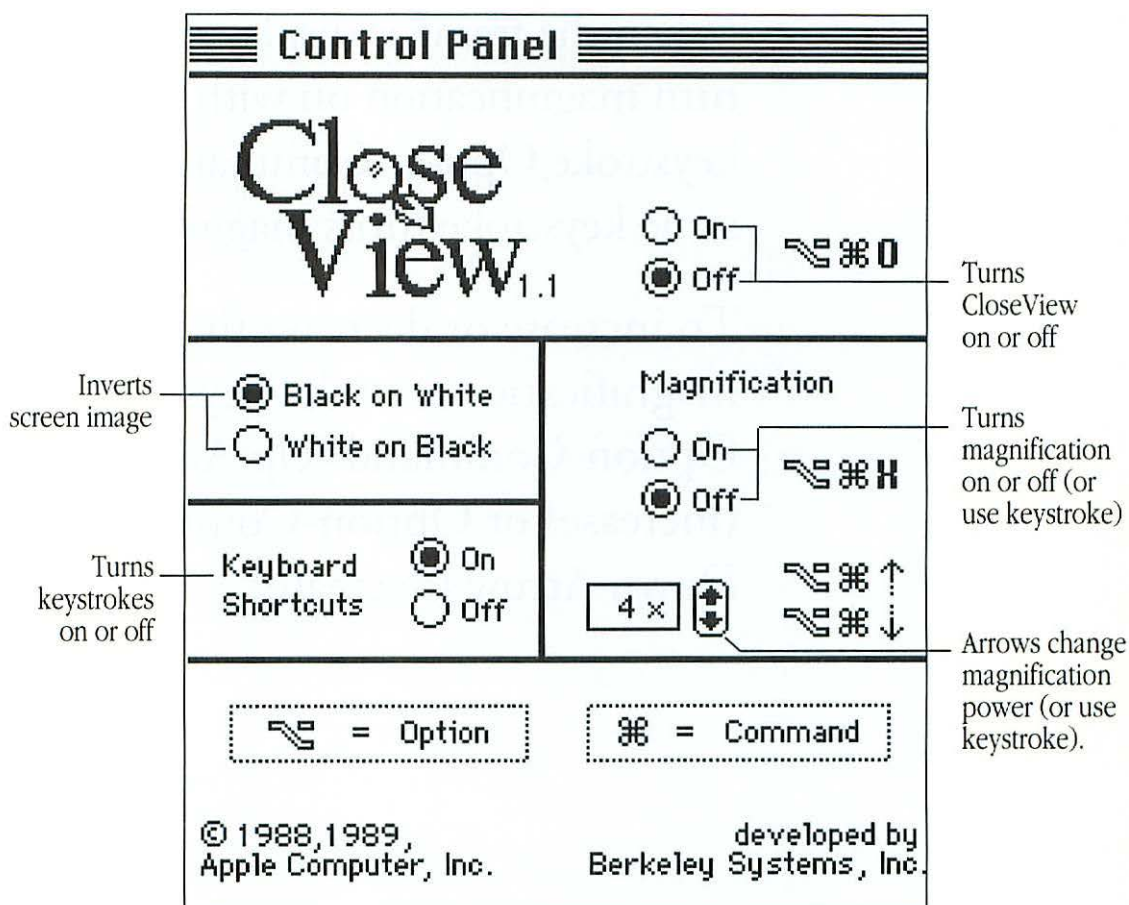 Control Panel
Close
View 1.1
On
Off
⌥ ⌘ O
Turns
CloseView
on or off
Inverts
screen image
Black on White
White on Black
Magnification
On
Off
⌥ ⌘ X
Turns
magnification
on or off (or
use keystroke)
Turns
keystrokes
on or off
Keyboard
Shortcuts
On
Off
4 x
⌥ ⌘ ↑
⌥ ⌘ ↓
Arrows change
magnification
power (or use
keystroke).
⌥ = Option
⌘ = Command
© 1988,1989,
Apple Computer, Inc.
developed by
Berkeley Systems, Inc.